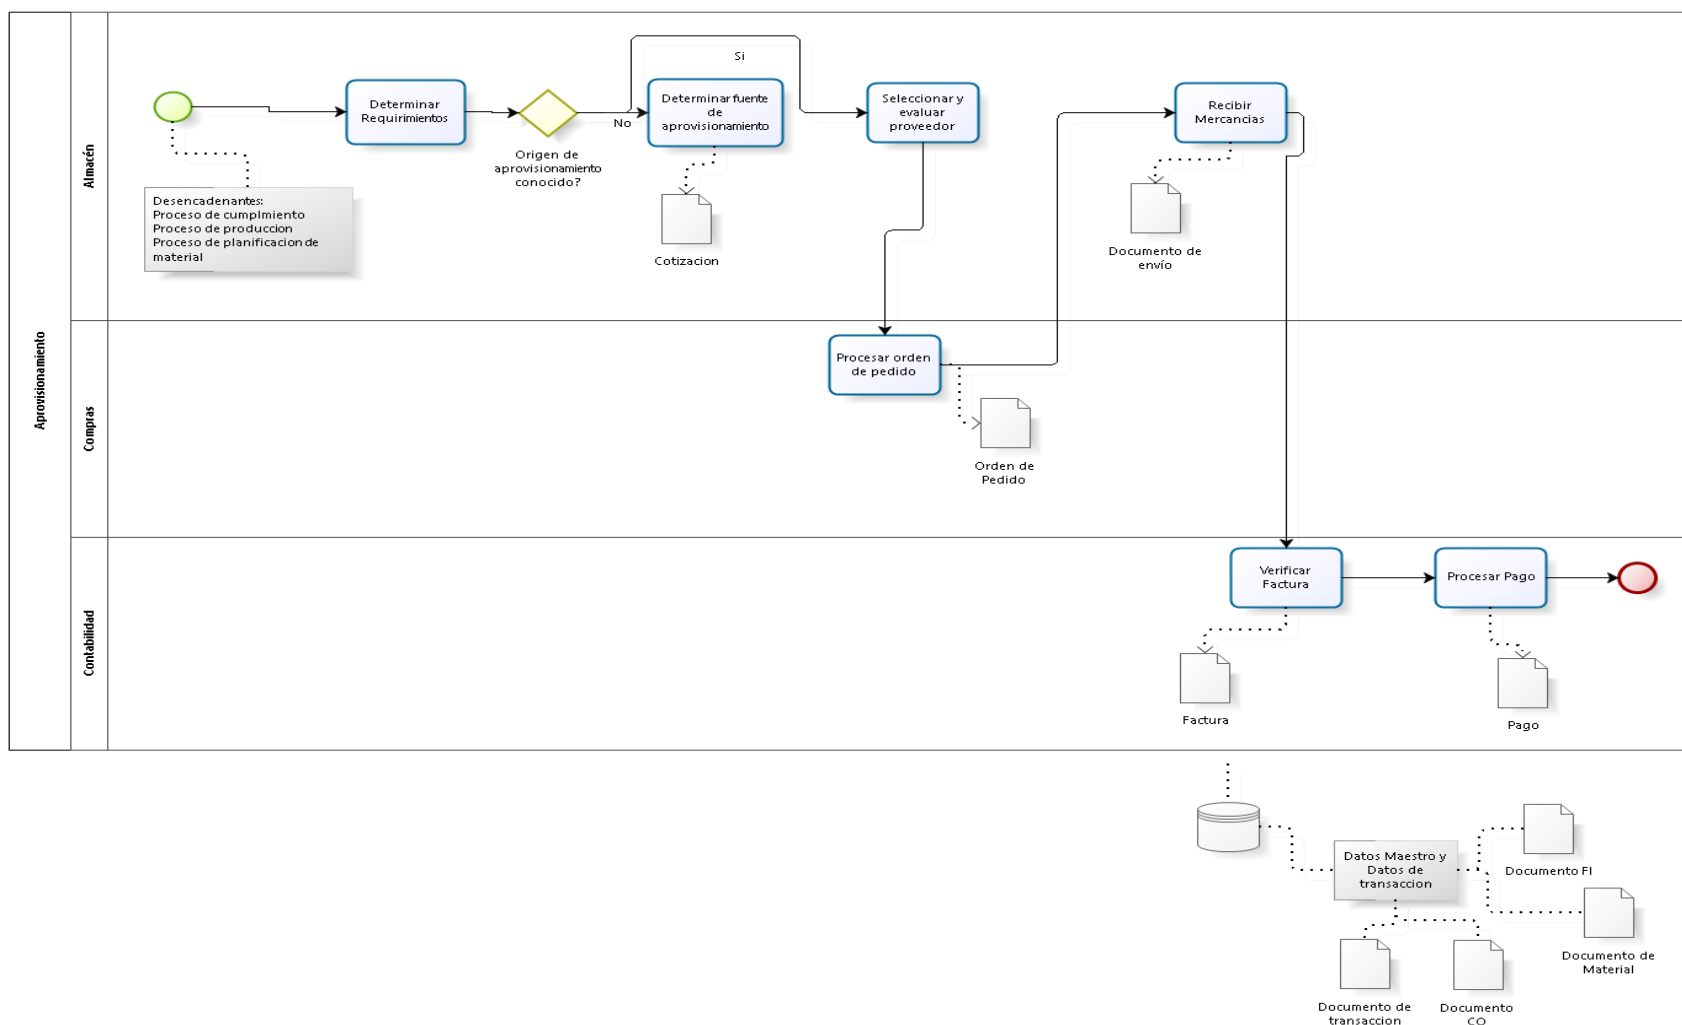 Aprovisionamiento
Almacén
Si
Determinar
Requirimientos
No
Determinar fuente
de
aprovisionamiento
Seleccionar y
evaluar
proveedor
Recibir
Mercancias
Origen de
aprovisionamiento
conocido?
Desencadenantes:
Proceso de cumplmiento
Proceso de produccion
Proceso de planificacion de
material
Cotizacion
Documento de
envío
Compras
Procesar orden
de pedido
Orden de
Pedido
Contabilidad
Verificar
Factura
Procesar Pago
Factura
Pago
Datos Maestro y
Datos de
transaccion
Documento FI
Documento de
Material
Documento de
transaccion
Documento
CO